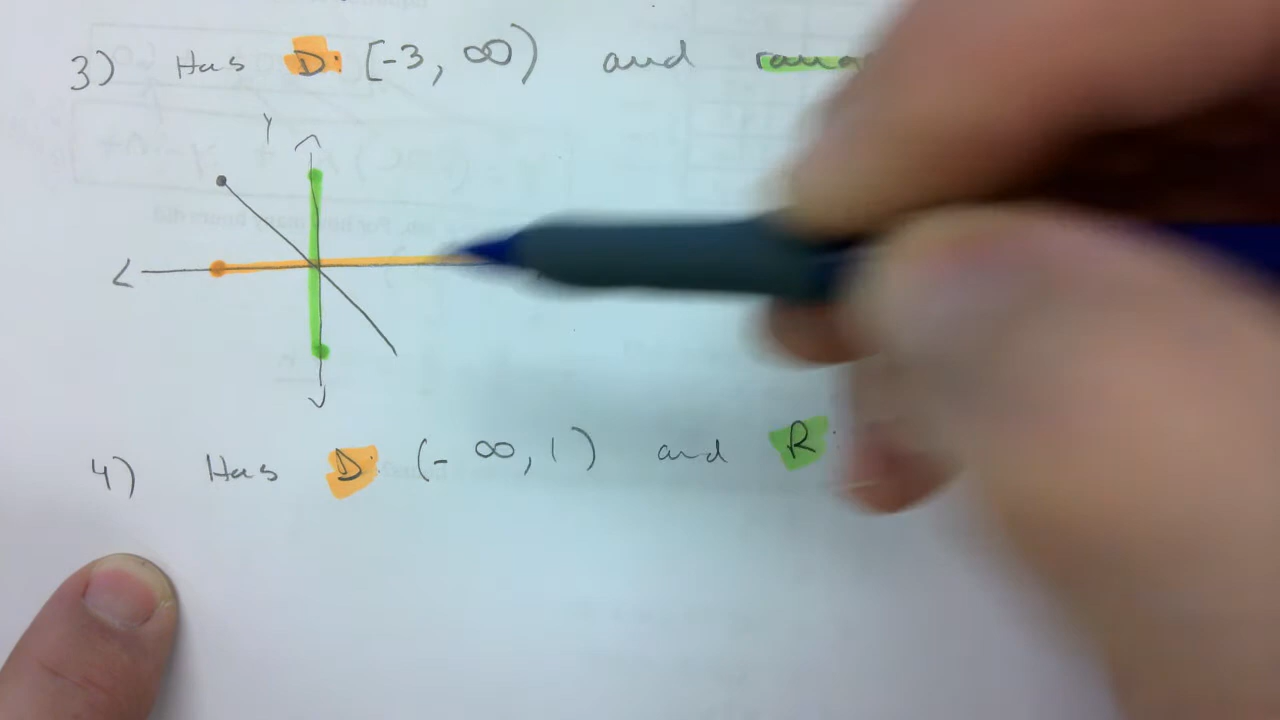 3) Has D: [-3, ∞) and
Y
4) Has D: (-∞, 1) and R: